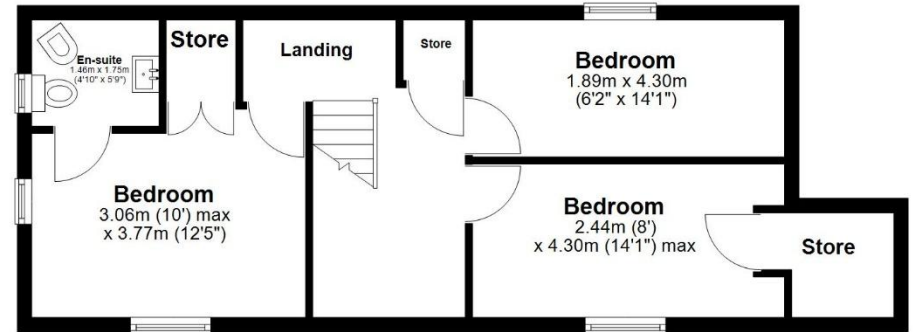 En-suite
1.46m x 1.75m
(4'10" x 5'9")
Store
Landing
Store
Bedroom
1.89m x 4.30m
(6'2" x 14'1")
Bedroom
3.06m (10') max
x 3.77m (12'5")
Bedroom
2.44m (8')
x 4.30m (14'1") max
Store